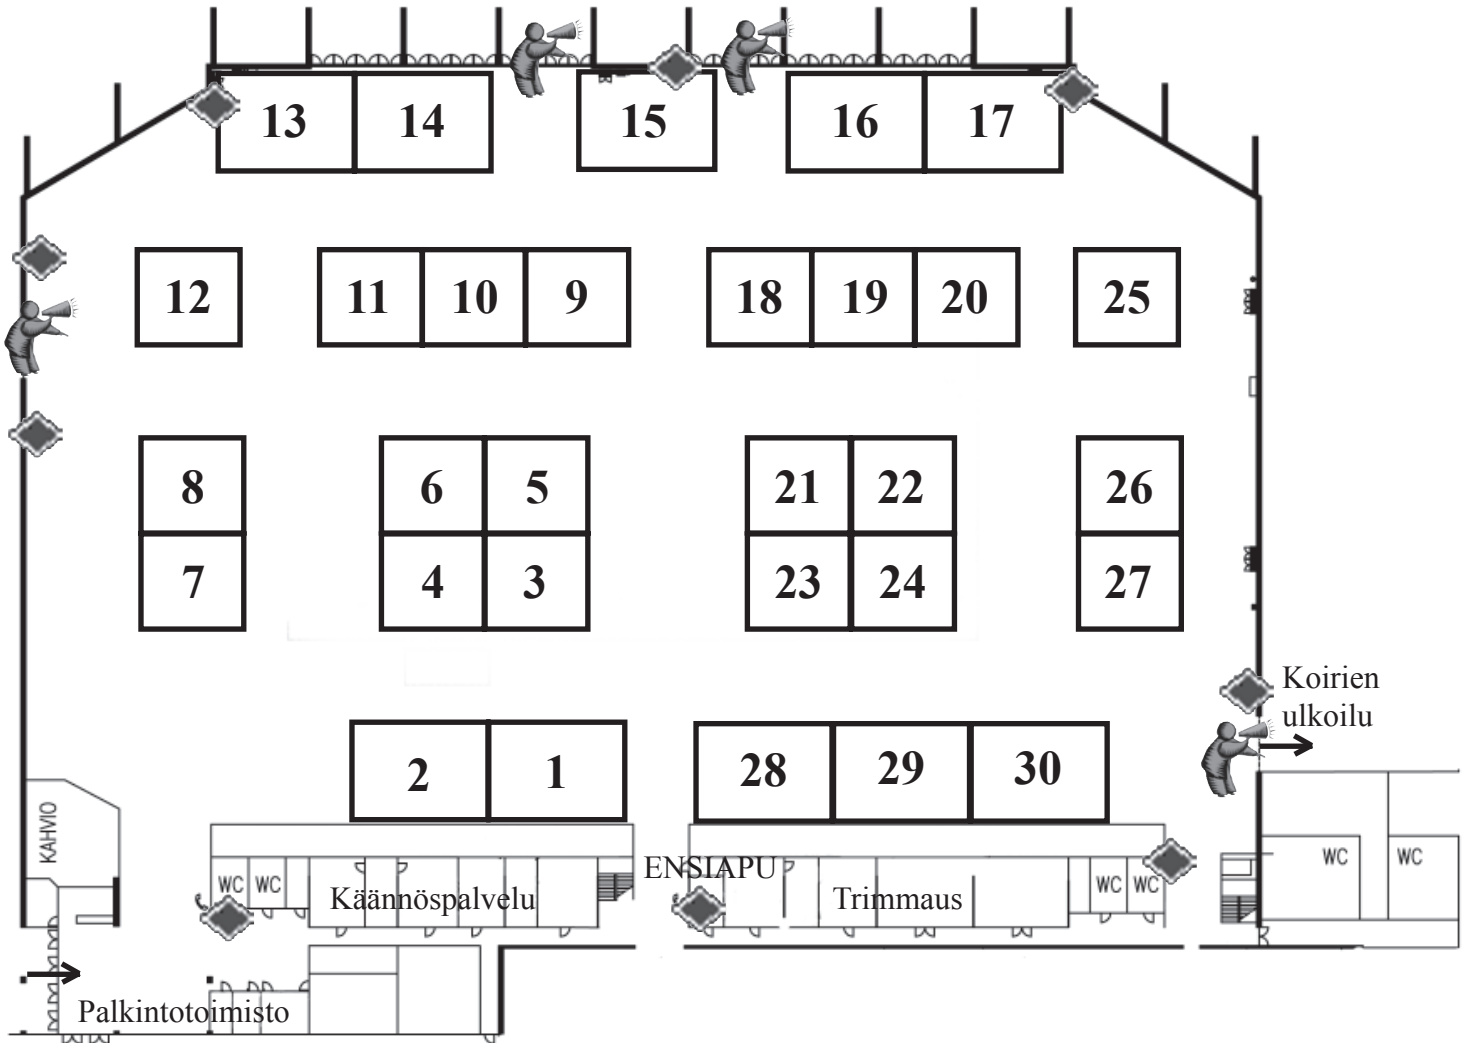 13 14 15 16 17
12 11 10 9 18 19 20 25
8 6 5 21 22 26
7 4 3 23 24 27
Koirien
ulkoilu
2 1 28 29 30
KAHVIO
WC WC
ENSIAPU
WC WC Käännöspalvelu Trimmaus WC WC
Palkintotoimisto